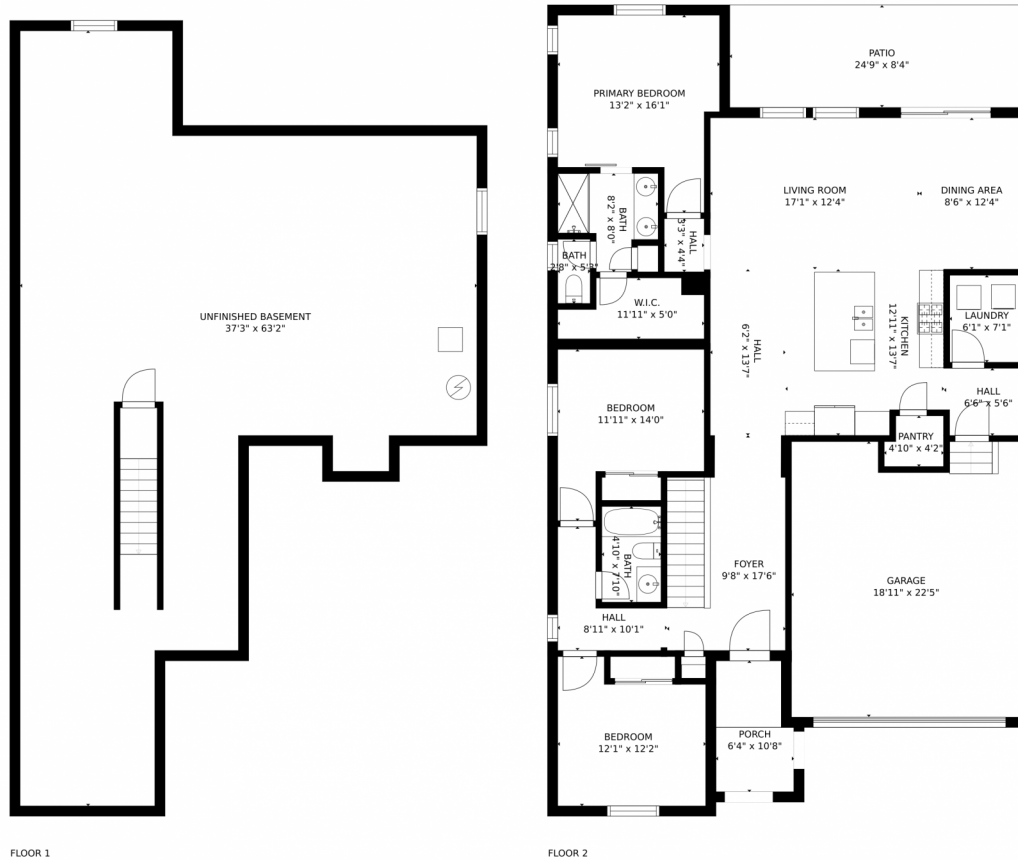 PATIO
24'9" x 8'4"
PRIMARY BEDROOM
13'2" x 16'1"
LIVING ROOM
17'1" x 12'4"
DINING AREA
8'6" x 12'4"
BATH
8'2" x 8'0"
HALL
3'3" x 4'4"
BATH
2'8" x 5'3"
W.I.C.
11'11" x 5'0"
UNFINISHED BASEMENT
37'3" x 63'2"
LAUNDRY
6'1" x 7'1"
HALL
6'2" x 13'7"
KITCHEN
12'11" x 13'7"
HALL
6'6" x 5'6"
BEDROOM
11'11" x 14'0"
PANTRY
4'10" x 4'2"
BATH
4'10" x 7'10"
FOYER
9'8" x 17'6"
GARAGE
18'11" x 22'5"
HALL
8'11" x 10'1"
BEDROOM
12'1" x 12'2"
PORCH
6'4" x 10'8"
FLOOR 1
FLOOR 2